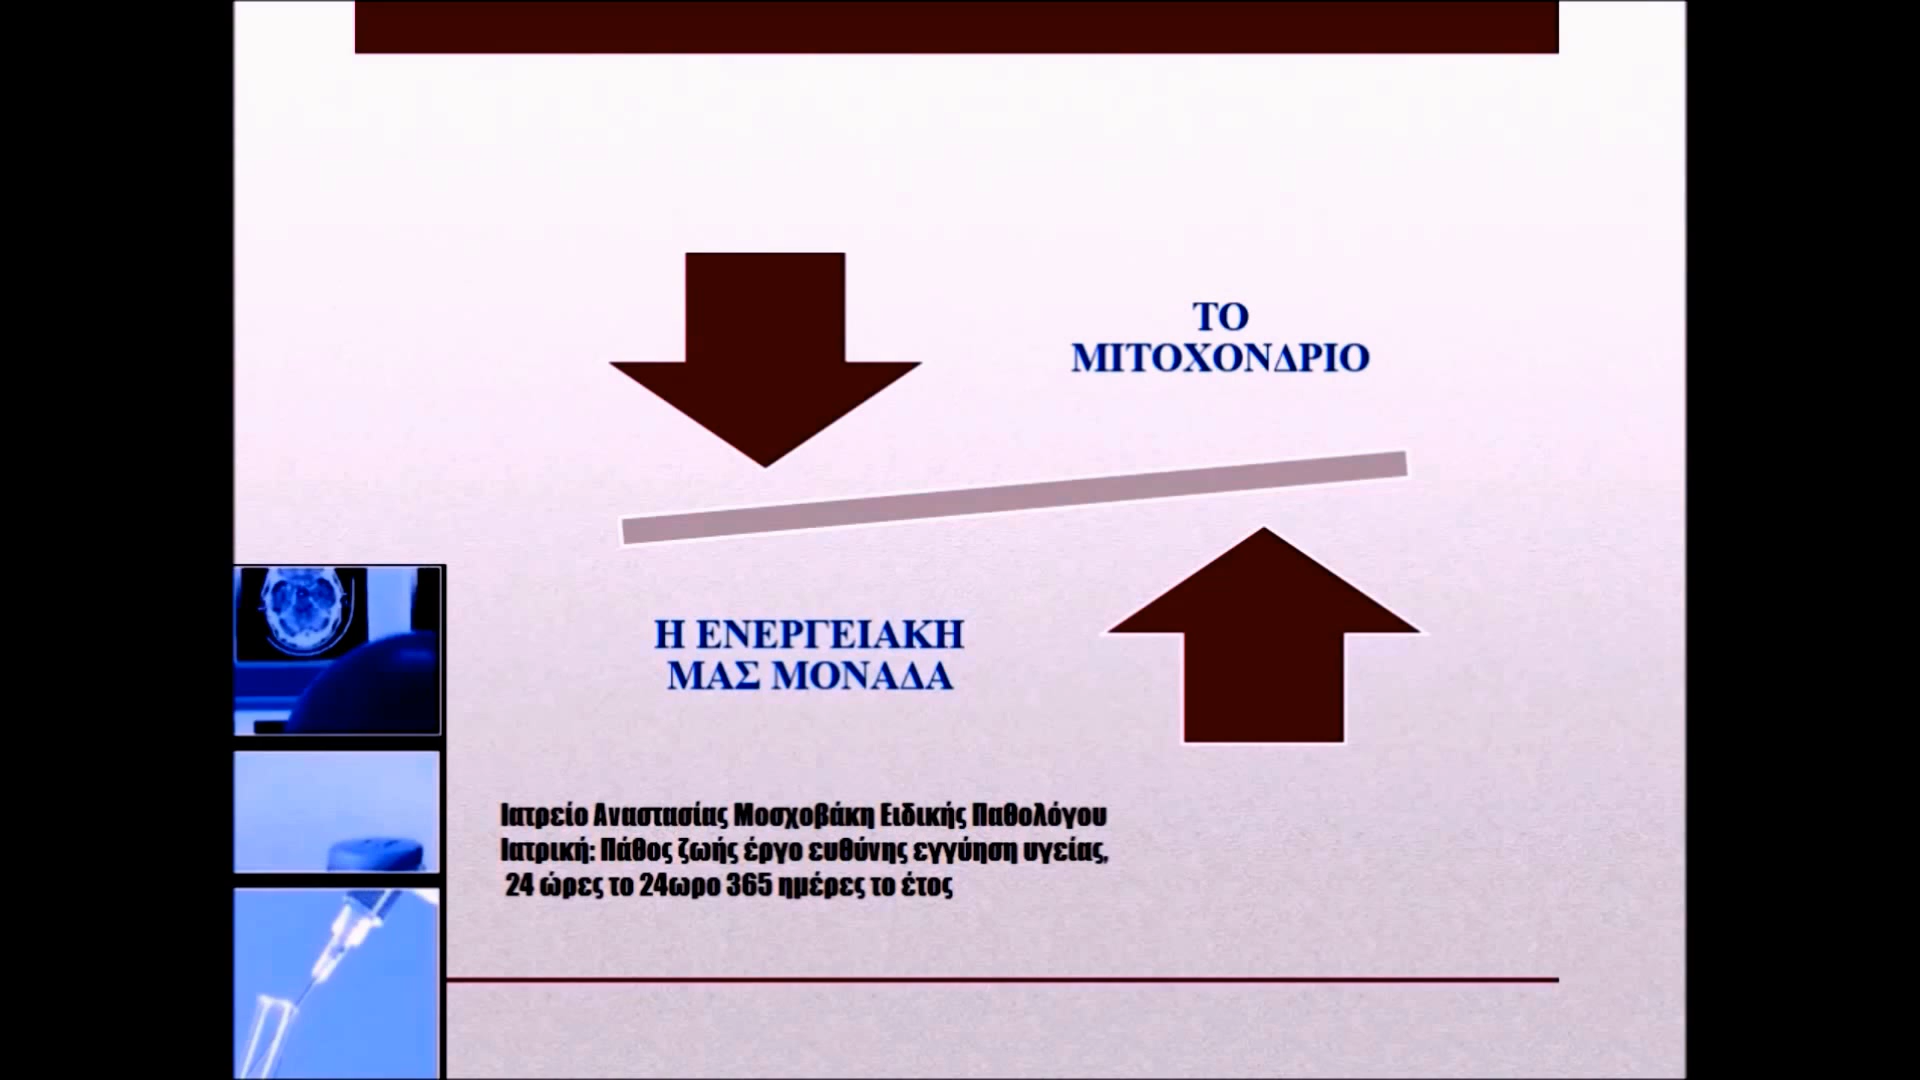 ΤΟ
ΜΙΤΟΧΟΝΔΡΙΟ
Η ΕΝΕΡΓΕΙΑΚΗ
ΜΑΣ ΜΟΝΑΔΑ
Ιατρείο Αναστασίας Μοσχοβάκη Ειδικής Παθολόγου
Ιατρική: Πάθος ζωής έργο ευθύνης εγγύηση υγείας,
24 ώρες το 24ωρο 365 ημέρες το έτος